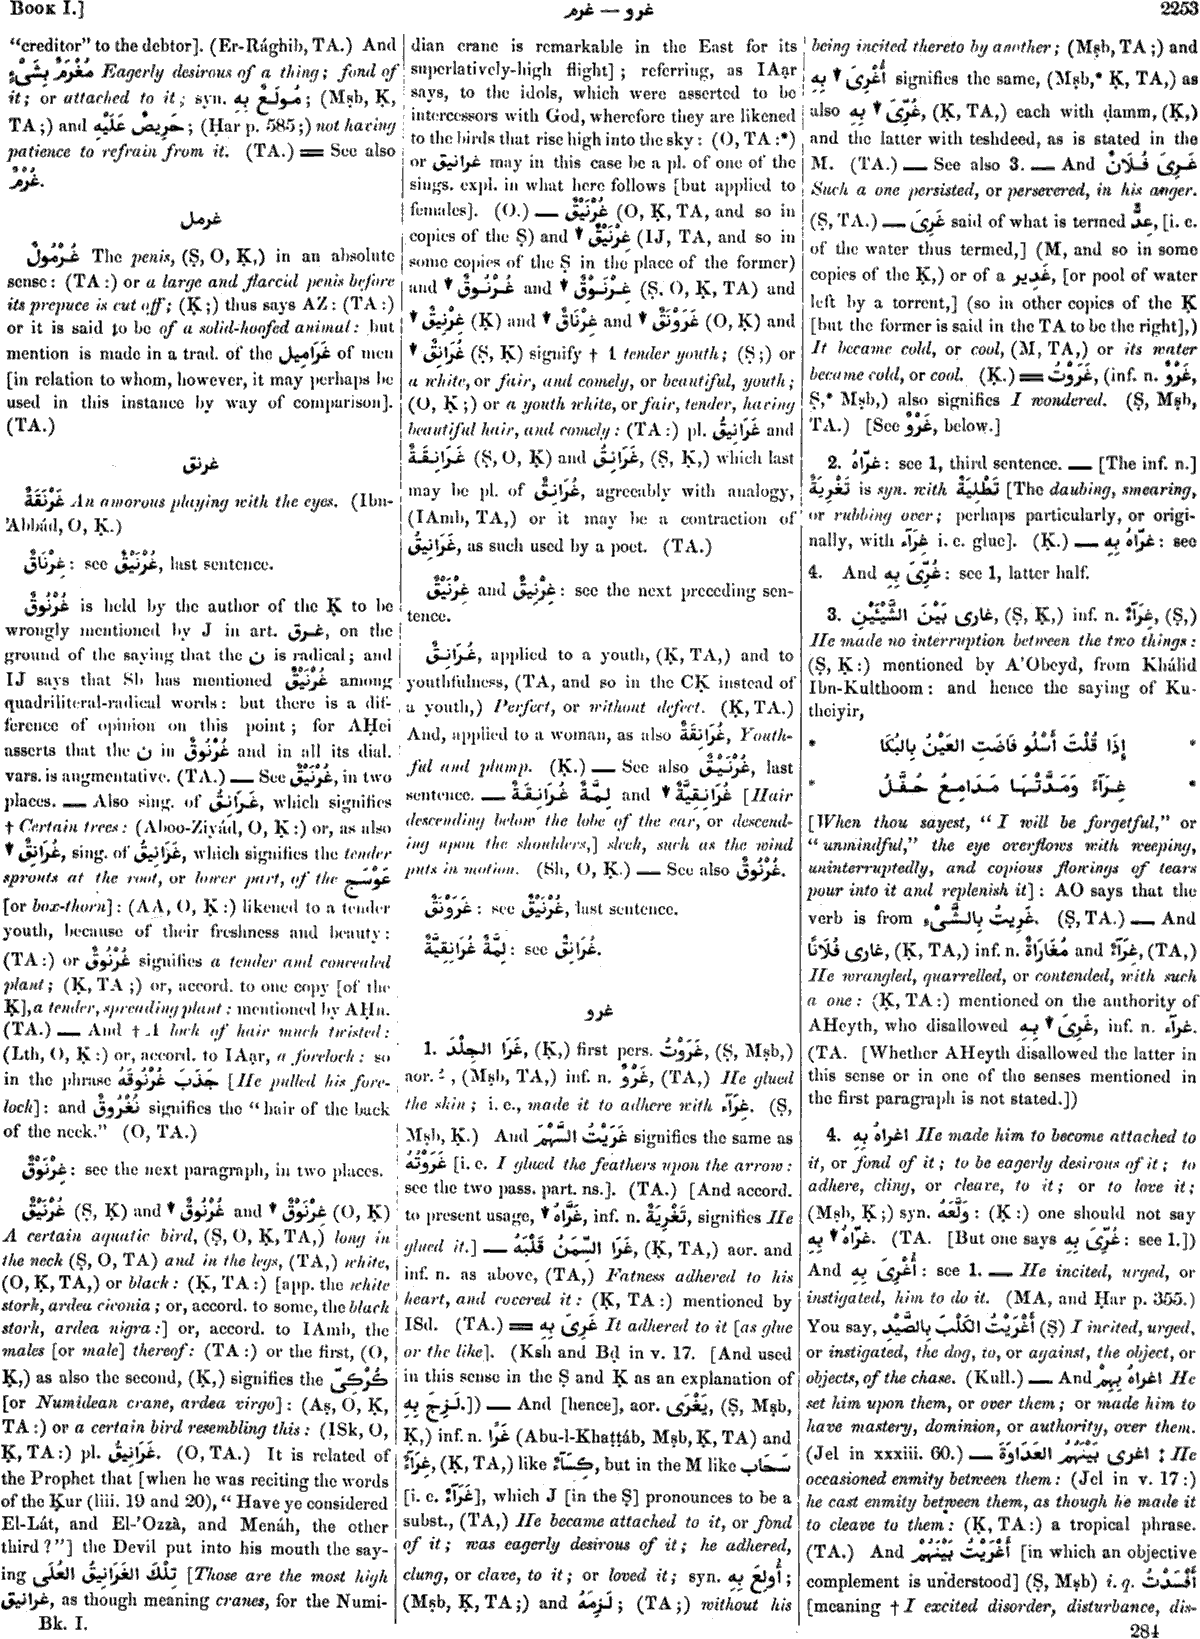 BOOK I.]
غرم — غرو
2253
“creditor” to the debtor]. (Er-Rághib, TA.) And
مُغْرَمٌ بِشَىْءٍ Eagerly desirous of a thing; fond of
it; or attached to it; syn. مُولَعٌ بِهِ; (Mṣb, Ḳ,
TA;) and حَرِيصٌ عَلَيْهِ; (Ḥar p. 585;) not having
patience to refrain from it. (TA.) ═ See also
غُرْمٌ.
غرمل
غُرْمُولٌ The penis, (Ṣ, O, Ḳ,) in an absolute
sense: (TA:) or a large and flaccid penis before
its prepuce is cut off; (Ḳ;) thus says AZ: (TA:)
or it is said to be of a solid-hoofed animal: but
mention is made in a trad. of the غَرَامِيل of men
[in relation to whom, however, it may perhaps be
used in this instance by way of comparison].
(TA.)
غرنق
غَرْنَقَةٌ An amorous playing with the eyes. (Ibn-
’Abbád, O, Ḳ.)
غِرْنَاقٌ: see غُرْنَيْقٌ, last sentence.
غُرْنُوقٌ is held by the author of the Ḳ to be
wrongly mentioned by J in art. غرق, on the
ground of the saying that the ن is radical; and
IJ says that Sb has mentioned غُرْنَيْقٌ among
quadriliteral-radical words: but there is a dif-
ference of opinion on this point; for AḤei
asserts that the ن in غُرْنُوقٌ and in all its dial.
vars. is augmentative. (TA.) — See غُرْنَيْقٌ, in two
places. — Also sing. of غَرَانِقُ, which signifies
† Certain trees: (Aboo-Ziyád, O, Ḳ:) or, as also
▼ غُرَانِقٌ, sing. of غَرَانِيقُ, which signifies the tender
sprouts at the root, or lower part, of the عَوْسَج
[or box-thorn]: (AA, O, Ḳ:) likened to a tender
youth, because of their freshness and beauty:
(TA:) or غُرْنُوقٌ signifies a tender and concealed
plant; (Ḳ, TA;) or, accord. to one copy [of the
Ḳ], a tender, spreading plant: mentioned by AḤn.
(TA.) — And † A lock of hair much twisted:
(Lth, O, Ḳ:) or, accord. to IAạr, a forelock: so
in the phrase جَذَبَ غُرْنُوقَهُ [He pulled his fore-
lock]: and نُغْرُوقٌ signifies the “hair of the back
of the neck.” (O, TA.)
غِرْنَوْقٌ: see the next paragraph, in two places.
غُرْنَيْقٌ (Ṣ, Ḳ) and ▼ غُرْنُوقٌ and ▼ غِرْنَوْقٌ (O, Ḳ)
A certain aquatic bird, (Ṣ, O, Ḳ, TA,) long in
the neck (Ṣ, O, TA) and in the legs, (TA,) white,
(O, Ḳ, TA,) or black: (Ḳ, TA:) [app. the white
stork, ardea ciconia; or, accord. to some, the black
stork, ardea nigra:] or, accord. to IAmb, the
males [or male] thereof: (TA:) or the first, (O,
Ḳ,) as also the second, (Ḳ,) signifies the كُرْكِىّ
[or Numidean crane, ardea virgo]: (Aṣ, O, Ḳ,
TA:) or a certain bird resembling this: (ISk, O,
Ḳ, TA:) pl. غَرَانِيقُ. (O, TA.) It is related of
the Prophet that [when he was reciting the words
of the Ḳur (liii. 19 and 20), “Have ye considered
El-Lát, and El-’Ozzà, and Menáh, the other
third?”] the Devil put into his mouth the say-
ing تِلْكَ الغَرَانِيقُ العُلَى [Those are the most high
غرانيق, as though meaning cranes, for the Numi-
Bk. I.
dian crane is remarkable in the East for its
superlatively-high flight]; referring, as IAạr
says, to the idols, which were asserted to be
intercessors with God, wherefore they are likened
to the birds that rise high into the sky: (O, TA:*)
or غرانيق may in this case be a pl. of one of the
sings. expl. in what here follows [but applied to
females]. (O.) — غُرْنَيْقٌ (O, Ḳ, TA, and so in
copies of the Ṣ) and ▼ غِرْنَيْقٌ (IJ, TA, and so in
some copies of the Ṣ in the place of the former)
and ▼ غُرْنُوقٌ and ▼ غِرْنَوْقٌ (Ṣ, O, Ḳ, TA) and
▼ غِرْنِيقٌ (Ḳ) and ▼ غِرْنَاقٌ and ▼ غَرَوْنَقٌ (O, Ḳ) and
▼ غُرَانِقٌ (Ṣ, Ḳ) signify † A tender youth; (Ṣ;) or
a white, or fair, and comely, or beautiful, youth;
(O, Ḳ;) or a youth white, or fair, tender, having
beautiful hair, and comely: (TA:) pl. غَرَانِيقُ and
غَرَانِقَةٌ (Ṣ, O, Ḳ) and غَرَانِقُ, (Ṣ, Ḳ,) which last
may be pl. of غُرَانِقٌ, agreeably with analogy,
(IAmb, TA,) or it may be a contraction of
غَرَانِيقُ, as such used by a poet. (TA.)
غِرْنَيْقٌ and غِرْنِيقٌ: see the next preceding sen-
tence.
غُرَانِقٌ, applied to a youth, (Ḳ, TA,) and to
youthfulness, (TA, and so in the CḲ instead of
a youth,) Perfect, or without defect. (Ḳ, TA.)
And, applied to a woman, as also غُرَانِقَةٌ, Youth-
ful and plump. (Ḳ.) — See also غُرْنَيْقٌ, last
sentence. — لِمَّةٌ غُرَانِقَةٌ and ▼ غُرَانِقِيَّةٌ [Hair
descending below the lobe of the ear, or descend-
ing upon the shoulders,] sleek, such as the wind
puts in motion. (Sh, O, Ḳ.) — See also غُرْنُوقٌ.
غَرَوْنَقٌ: see غُرْنَيْقٌ, last sentence.
لِمَّةٌ غُرَانِقِيَّةٌ: see غُرَانِقٌ.
غرو
1. غَرَا الجِلْدَ, (Ḳ,) first pers. غَرَوْتُ, (Ṣ, Mṣb,)
aor. ـُ, (Mṣb, TA,) inf. n. غَرْوٌ, (TA,) He glued
the skin; i. e., made it to adhere with غِرَآء. (Ṣ,
Mṣb, Ḳ.) And غَرَيْتُ السَّهْمَ signifies the same as
غَرَوْتُهُ [i. e. I glued the feathers upon the arrow:
see the two pass. part. ns.]. (TA.) [And accord.
to present usage, ▼ غَرَّاهُ, inf. n. تَغْرِيَةٌ, signifies He
glued it.] — غَرَا السِّمَنُ قَلْبَهُ, (Ḳ, TA,) aor. and
inf. n. as above, (TA,) Fatness adhered to his
heart, and covered it: (Ḳ, TA:) mentioned by
ISd. (TA.) ═ غَرِىَ بِهِ It adhered to it [as glue
or the like]. (Ksh and Bḍ in v. 17. [And used
in this sense in the Ṣ and Ḳ as an explanation of
لَزِجَ بِهِ.]) — And [hence], aor. يَغْرَى, (Ṣ, Mṣb,
Ḳ,) inf. n. غَرًا (Abu-l-Khaṭṭáb, Mṣb, Ḳ, TA) and
غِرَآءٌ, (Ḳ, TA,) like كِسَآءٌ, but in the M like سَحَاب
[i. e. غَرَآءٌ], which J [in the Ṣ] pronounces to be a
subst., (TA,) He became attached to it, or fond
of it; was eagerly desirous of it; he adhered,
clung, or clave, to it; or loved it; syn. أُولِعَ بِهِ;
(Mṣb, Ḳ, TA;) and لَزِمَهُ; (TA;) without his
being incited thereto by another; (Mṣb, TA;) and
▼ أُغْرِىَ بِهِ signifies the same, (Mṣb,* Ḳ, TA,) as
also ▼ غُرِّىَ بِهِ, (Ḳ, TA,) each with ḍamm, (Ḳ,)
and the latter with teshdeed, as is stated in the
M. (TA.) — See also 3. — And غَرِىَ فُلَانٌ
Such a one persisted, or persevered, in his anger.
(Ṣ, TA.) — غَرِىَ said of what is termed عِدّ, [i. e.
of the water thus termed,] (M, and so in some
copies of the Ḳ,) or of a غَدِير, [or pool of water
left by a torrent,] (so in other copies of the Ḳ
[but the former is said in the TA to be the right],)
It became cold, or cool, (M, TA,) or its water
became cold, or cool. (Ḳ.) ═ غَرَوْتُ, (inf. n. غَرْوٌ,
Ṣ,* Mṣb,) also signifies I wondered. (Ṣ, Mṣb,
TA.) [See غَرْوٌ, below.]
2. غرّاهُ: see 1, third sentence. — [The inf. n.]
تَغْرِيَةٌ is syn. with تَطْلِيَةٌ [The daubing, smearing,
or rubbing over; perhaps particularly, or origi-
nally, with غِرَآء i. e. glue]. (Ḳ.) — غرّاهُ بِهِ: see
4. And غُرِّىَ بِهِ: see 1, latter half.
3. غارى بَيْنَ الشَّيْئَيْنِ, (Ṣ, Ḳ,) inf. n. غِرَآءٌ, (Ṣ,)
He made no interruption between the two things:
(Ṣ, Ḳ:) mentioned by A’Obeyd, from Khálid
Ibn-Kulthoom: and hence the saying of Ku-
theiyir,
* إِذَا قُلْتَ أَسْلُو فَاضَتِ العَيْنُ بِالبُكَا *
* غِرَآءً وَمَدَّتْهَا مَدَامِعُ حُفَّلُ *
[When thou sayest, “I will be forgetful,” or
“unmindful,” the eye overflows with weeping,
uninterruptedly, and copious flowings of tears
pour into it and replenish it]: AO says that the
verb is from غَرِيتُ بِالشَّىْءِ. (Ṣ, TA.) — And
غارى فُلَانًا, (Ḳ, TA,) inf. n. مُغَارَاةٌ and غِرَآءٌ, (TA,)
He wrangled, quarrelled, or contended, with such
a one: (Ḳ, TA:) mentioned on the authority of
AHeyth, who disallowed ▼ غَرِىَ بِهِ, inf. n. غِرَآء.
(TA. [Whether AHeyth disallowed the latter in
this sense or in one of the senses mentioned in
the first paragraph is not stated.])
4. اغراهُ بِهِ He made him to become attached to
it, or fond of it; to be eagerly desirous of it; to
adhere, cling, or cleave, to it; or to love it;
(Mṣb, Ḳ;) syn. وَلَّعَهُ: (Ḳ:) one should not say
▼ غَرَّاهُ بِهِ. (TA. [But one says غُرِّىَ بِهِ: see 1.])
And أُغْرِىَ بِهِ: see 1. — He incited, urged, or
instigated, him to do it. (MA, and Ḥar p. 355.)
You say, أَغْرَيْتُ الكَلْبَ بِالصَّيْدِ (Ṣ) I incited, urged,
or instigated, the dog, to, or against, the object, or
objects, of the chase. (Kull.) — And اغراهُ بِهِمْ He
set him upon them, or over them; or made him to
have mastery, dominion, or authority, over them.
(Jel in xxxiii. 60.) — اغرى بَيْنَهُمُ العَدَاوَةَ ‡ He
occasioned enmity between them: (Jel in v. 17:)
he cast enmity between them, as though he made it
to cleave to them: (Ḳ, TA:) a tropical phrase.
(TA.) And أَغْرَيْتُ بَيْنَهُمْ [in which an objective
complement is understood] (Ṣ, Mṣb) i. q. أَفْسَدْتُ
[meaning † I excited disorder, disturbance, dis-
284